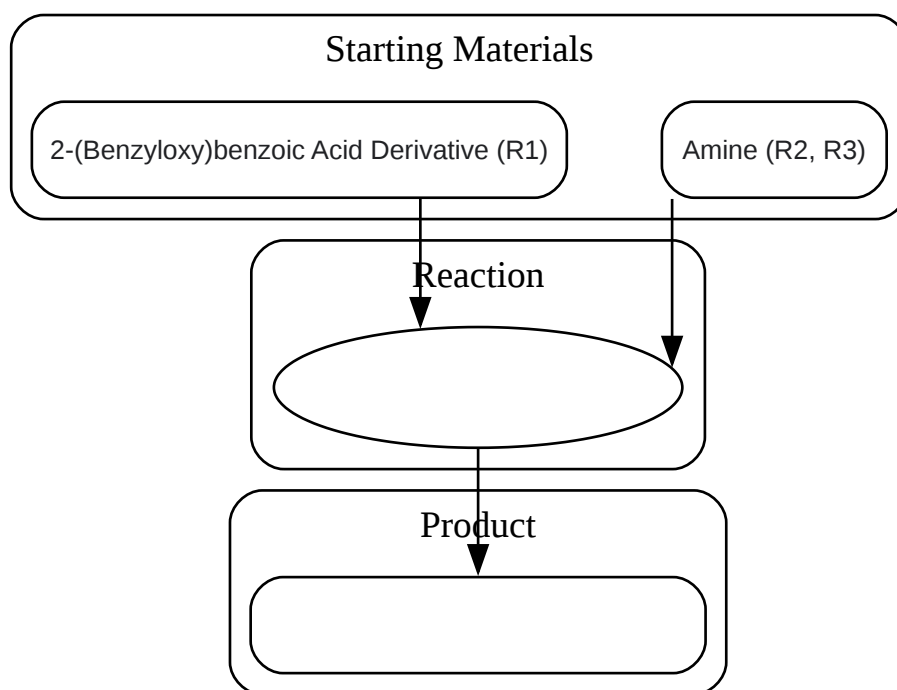 Starting Materials
2-(Benzyloxy)benzoic Acid Derivative (R1)
Amine (R2, R3)
Reaction
Product